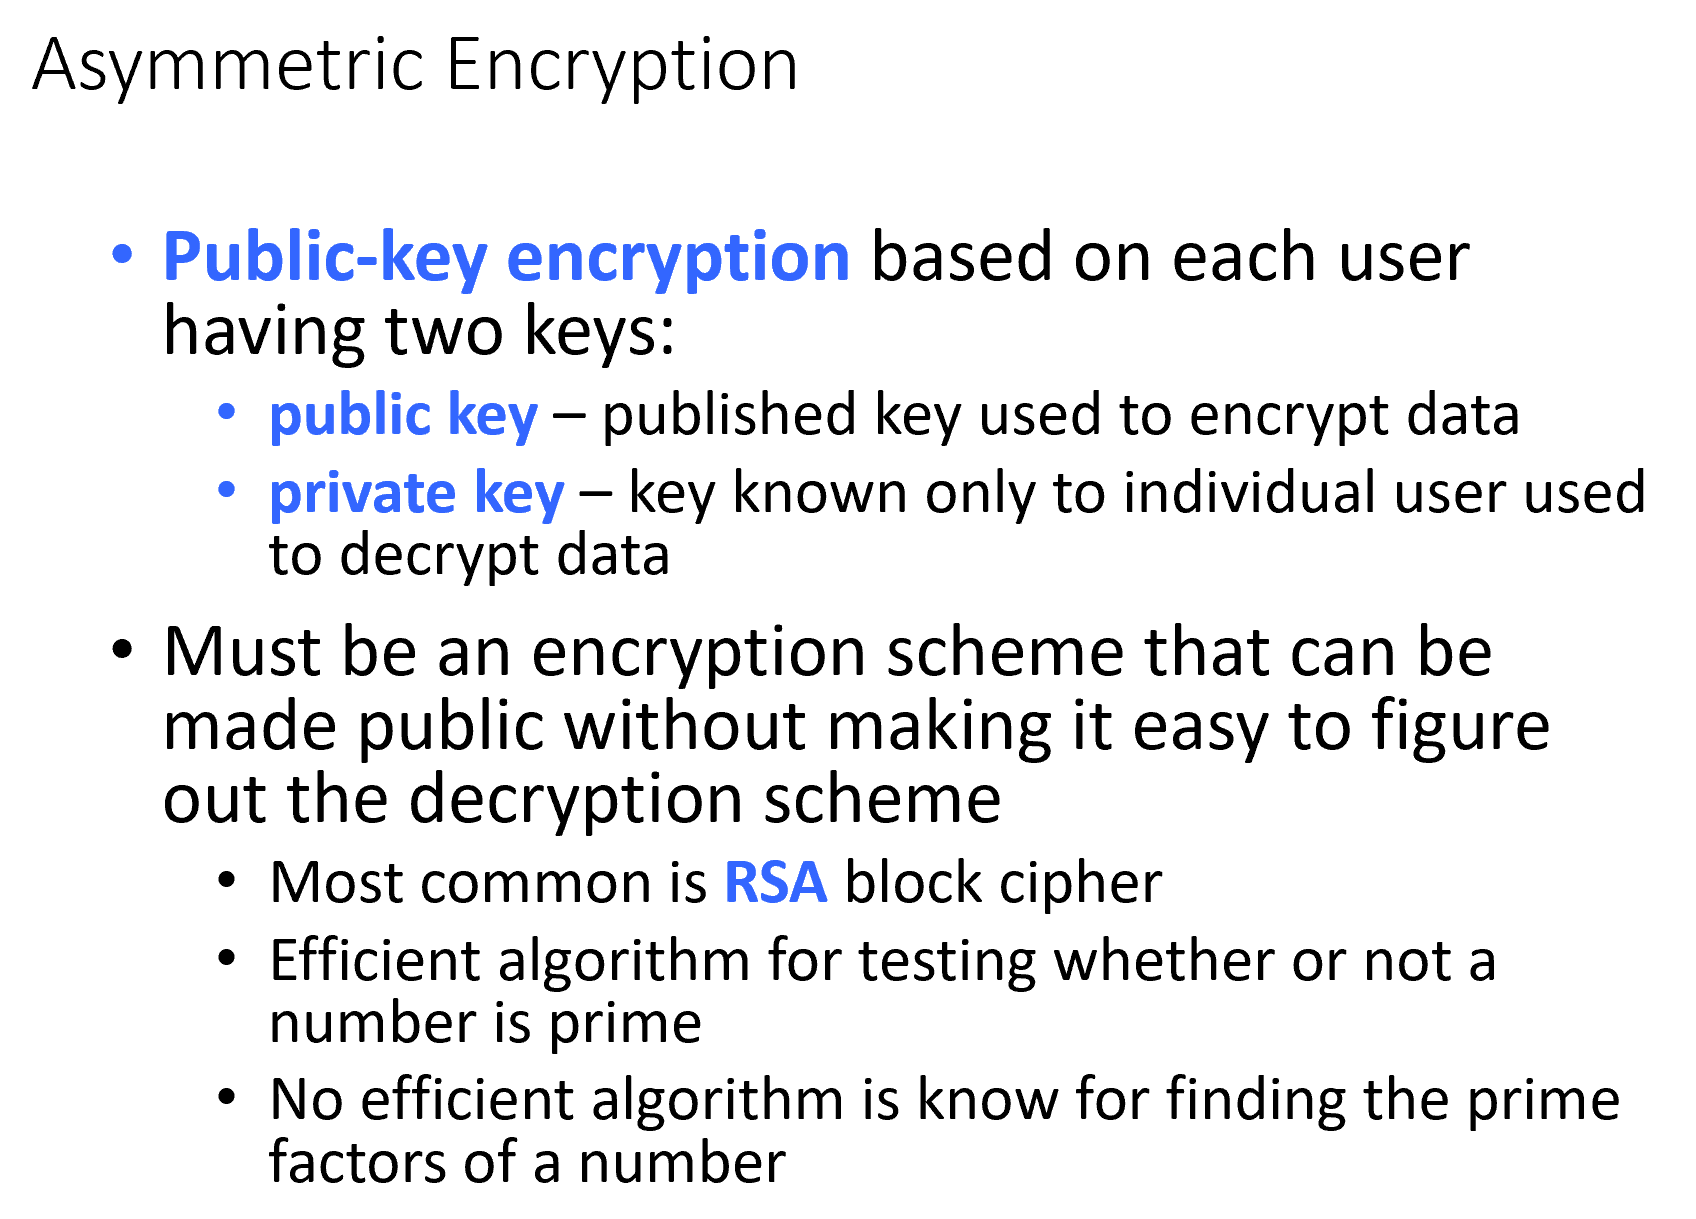 Asymmetric Encryption
• Public-key encryption based on each user
having two keys:
• public key – published key used to encrypt data
• private key – key known only to individual user used
to decrypt data
• Must be an encryption scheme that can be
made public without making it easy to figure
out the decryption scheme
• Most common is RSA block cipher
• Efficient algorithm for testing whether or not a
number is prime
• No efficient algorithm is know for finding the prime
factors of a number